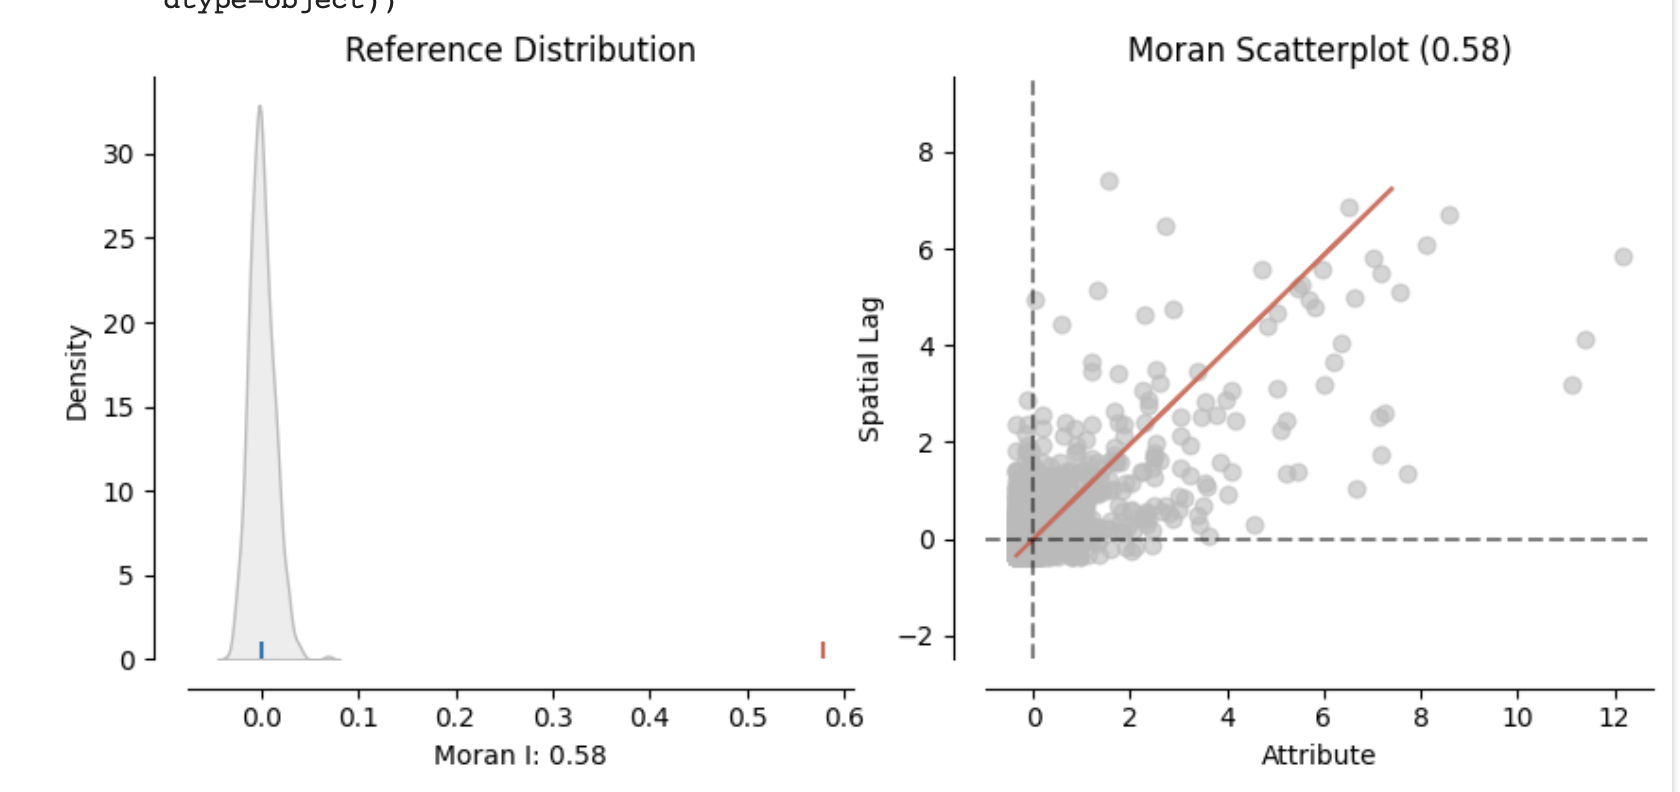 dtype=object))
Reference Distribution
Density
30
25
20
15
10
5
0
0.0 0.1 0.2 0.3 0.4 0.5 0.6
Moran I: 0.58
Moran Scatterplot (0.58)
Spatial Lag
8
6
4
2
0
−2
0 2 4 6 8 10 12
Attribute